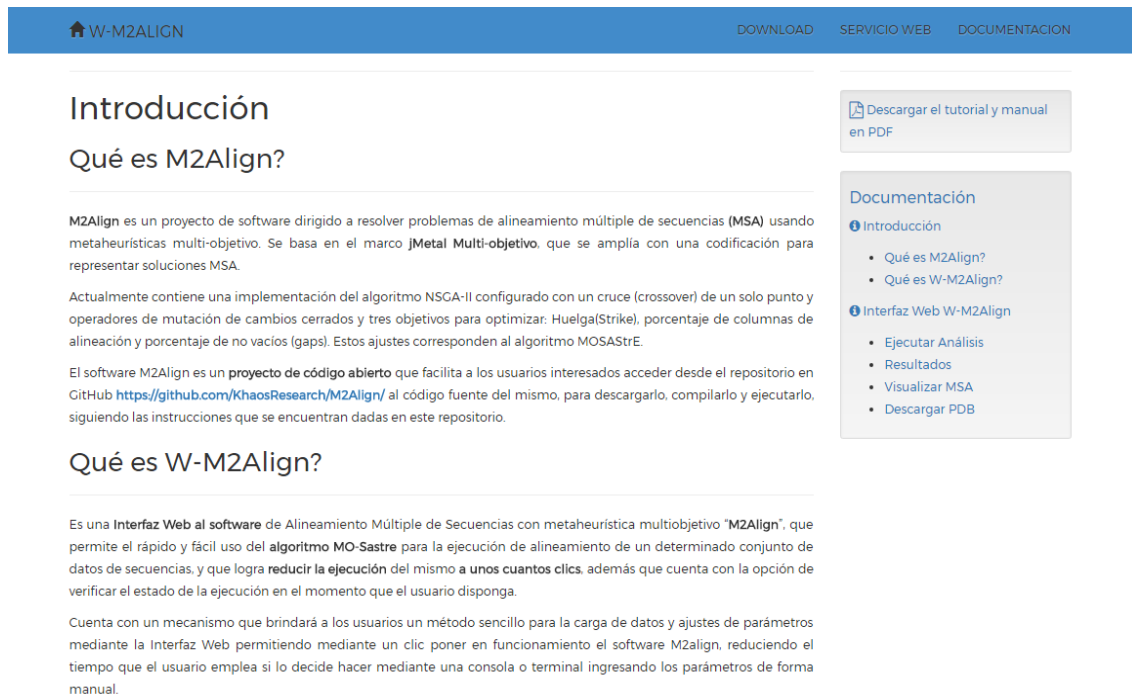 W-M2ALIGN
DOWNLOAD
SERVICIO WEB
DOCUMENTACION
Introducción
Qué es M2Align?
M2Align es un proyecto de software dirigido a resolver problemas de alineamiento múltiple de secuencias (MSA) usando
metaheurísticas multi-objetivo. Se basa en el marco jMetal Multi-objetivo, que se amplía con una codificación para
representar soluciones MSA.
Actualmente contiene una implementación del algoritmo NSGA-II configurado con un cruce (crossover) de un solo punto y
operadores de mutación de cambios cerrados y tres objetivos para optimizar: Huelga(Strike), porcentaje de columnas de
alineación y porcentaje de no vacíos (gaps). Estos ajustes corresponden al algoritmo MOSAStrE.
El software M2Align es un proyecto de código abierto que facilita a los usuarios interesados acceder desde el repositorio en
GitHub https://github.com/KhaosResearch/M2Align/ al código fuente del mismo, para descargarlo, compilarlo y ejecutarlo,
siguiendo las instrucciones que se encuentran dadas en este repositorio.
Qué es W-M2Align?
Es una Interfaz Web al software de Alineamiento Múltiple de Secuencias con metaheurística multiobjetivo "M2Align", que
permite el rápido y fácil uso del algoritmo MO-Sastre para la ejecución de alineamiento de un determinado conjunto de
datos de secuencias, y que logra reducir la ejecución del mismo a unos cuantos clics, además que cuenta con la opción de
verificar el estado de la ejecución en el momento que el usuario disponga.
Cuenta con un mecanismo que brindará a los usuarios un método sencillo para la carga de datos y ajustes de parámetros
mediante la Interfaz Web permitiendo mediante un clic poner en funcionamiento el software M2align, reduciendo el
tiempo que el usuario emplea si lo decide hacer mediante una consola o terminal ingresando los parámetros de forma
manual.
Descargar el tutorial y manual
en PDF
Documentación
Introducción
• Qué es M2Align?
• Qué es W-M2Align?
Interfaz Web W-M2Align
• Ejecutar Análisis
• Resultados
• Visualizar MSA
• Descargar PDB